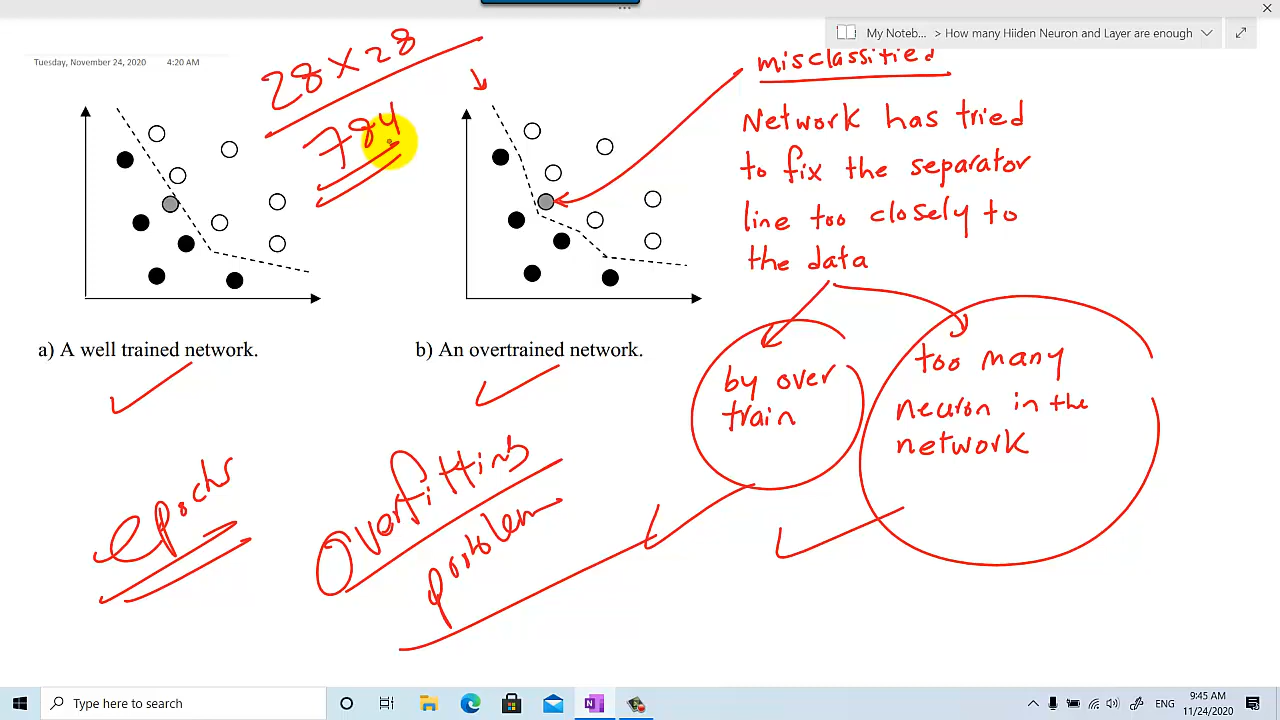 My Noteb... > How many Hiiden Neuron and Layer are enough
Tuesday, November 24, 2020 4:20 AM
28 × 28
784
misclassified
Network has tried
to fix the separator
line too closely to
the data
a) A well trained network.
b) An overtrained network.
by over
train
too many
neuron in the
network
epochs
Overfitting
problem
Type here to search
ENG
9:45 AM
11/24/2020